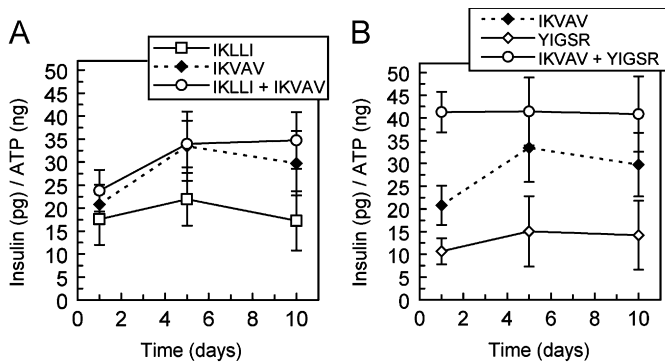 A
IKLLI
IKVAV
IKLLI + IKVAV
Insulin (pg) / ATP (ng)
50
45
40
35
30
25
20
15
10
5
0
0 2 4 6 8 10
Time (days)
B
IKVAV
YIGSR
IKVAV + YIGSR
Insulin (pg) / ATP (ng)
50
45
40
35
30
25
20
15
10
5
0
0 2 4 6 8 10
Time (days)